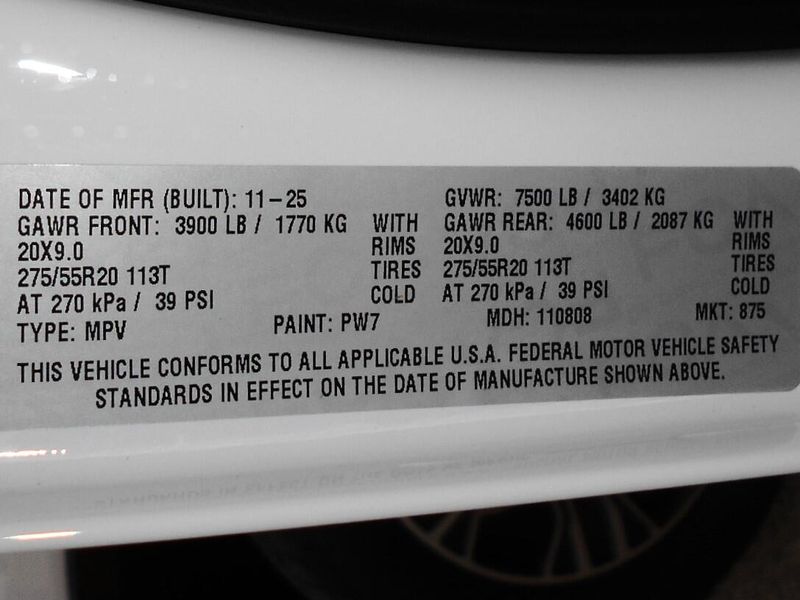 DATE OF MFR (BUILT): 11-25 GVWR: 7500 LB / 3402 KG
GAWR FRONT: 3900 LB / 1770 KG WITH GAWR REAR: 4600 LB / 2087 KG WITH
20X9.0 RIMS 20X9.0 RIMS
275/55R20 113T TIRES 275/55R20 113T TIRES
AT 270 kPa / 39 PSI COLD AT 270 kPa / 39 PSI COLD
TYPE: MPV PAINT: PW7 MDH: 110808 MKT: 875
THIS VEHICLE CONFORMS TO ALL APPLICABLE U.S.A. FEDERAL MOTOR VEHICLE SAFETY
STANDARDS IN EFFECT ON THE DATE OF MANUFACTURE SHOWN ABOVE.